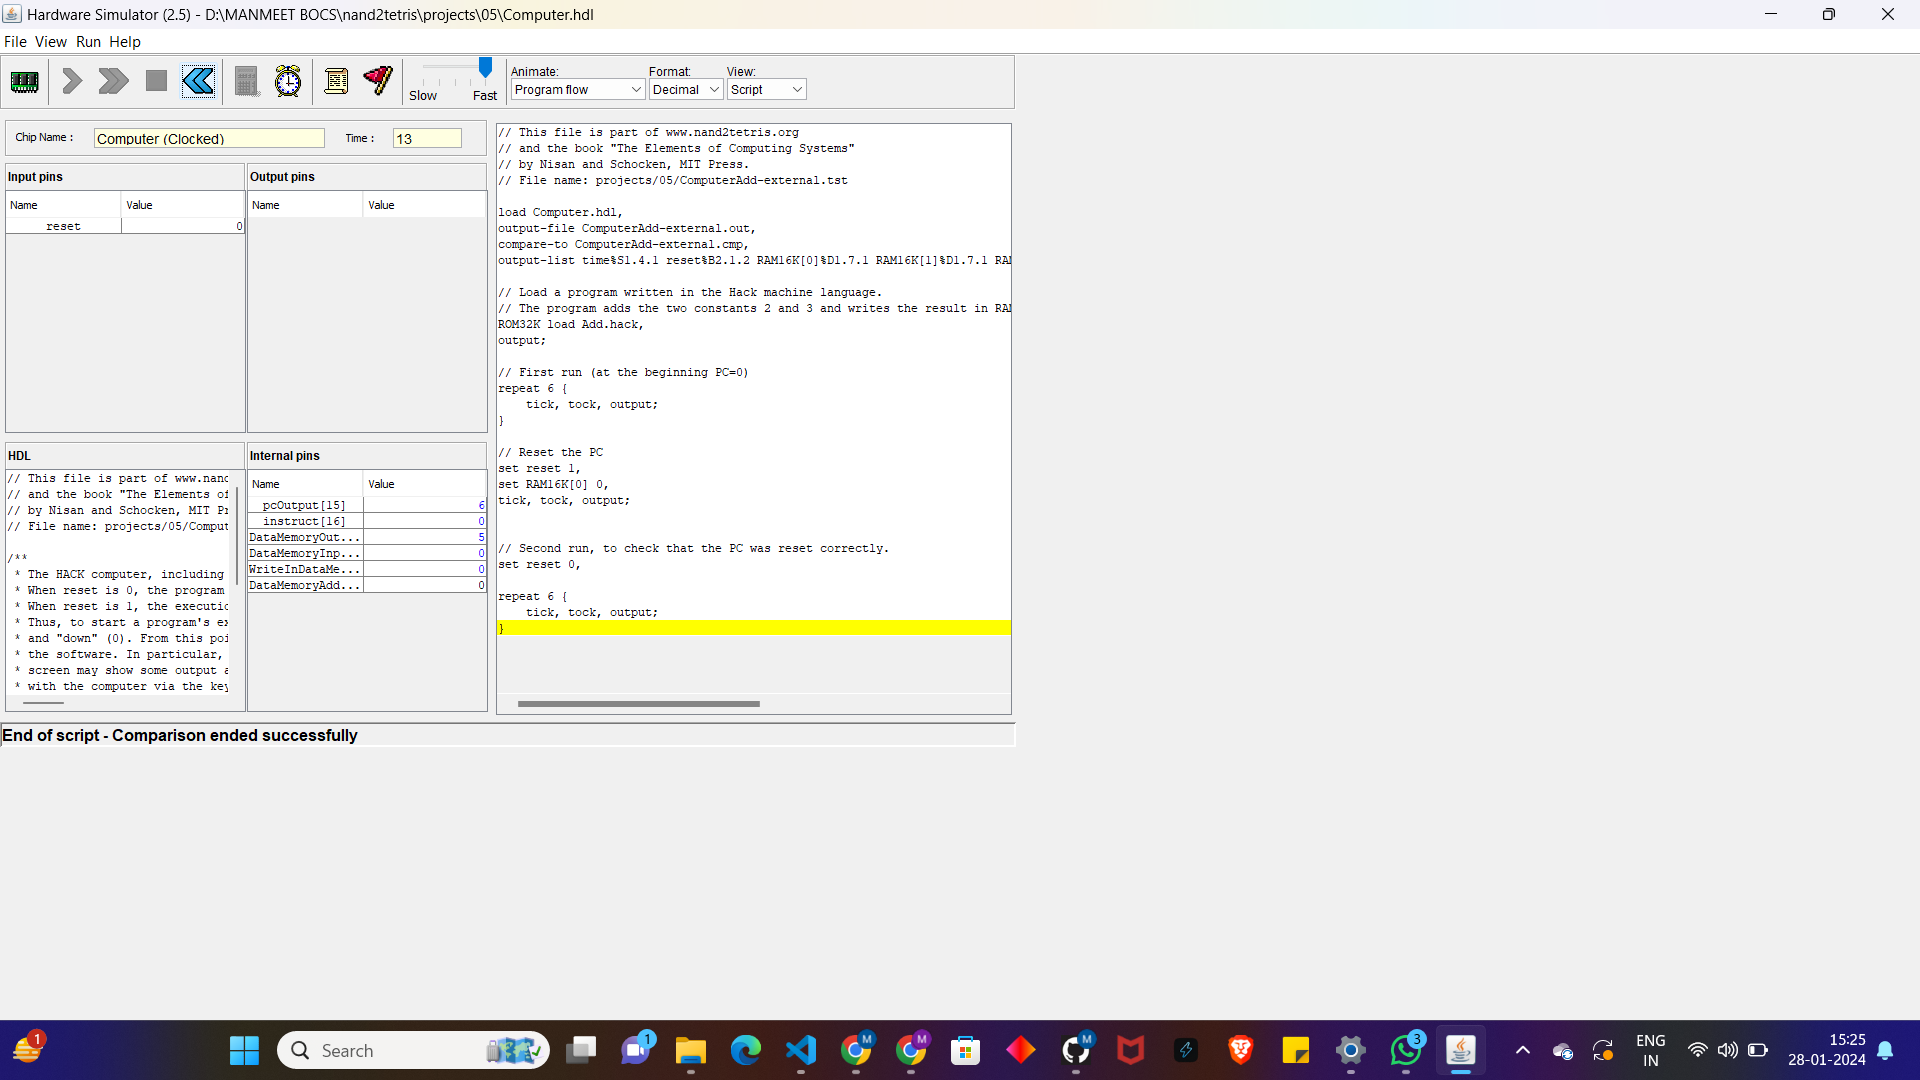 Hardware Simulator (2.5) - D:\MANMEET BOCS\nand2tetris\projects\05\Computer.hdl
File View Run Help
Slow Fast
Animate: Format: View:
Program flow Decimal Script
Chip Name : Computer (Clocked) Time : 13
Input pins
Name Value
reset 0
Output pins
Name Value
HDL
// This file is part of www.nand
// and the book "The Elements of
// by Nisan and Schocken, MIT Pr
// File name: projects/05/Comput
/**
* The HACK computer, including
* When reset is 0, the program
* When reset is 1, the executio
* Thus, to start a program's ex
* and "down" (0). From this poi
* the software. In particular,
* screen may show some output a
* with the computer via the key
Internal pins
Name Value
pcOutput[15] 6
instruct[16] 0
DataMemoryOut... 5
DataMemoryInp... 0
WriteInDataMe... 0
DataMemoryAdd... 0
// This file is part of www.nand2tetris.org
// and the book "The Elements of Computing Systems"
// by Nisan and Schocken, MIT Press.
// File name: projects/05/ComputerAdd-external.tst
load Computer.hdl,
output-file ComputerAdd-external.out,
compare-to ComputerAdd-external.cmp,
output-list time%S1.4.1 reset%B2.1.2 RAM16K[0]%D1.7.1 RAM16K[1]%D1.7.1 RAM
// Load a program written in the Hack machine language.
// The program adds the two constants 2 and 3 and writes the result in RAM
ROM32K load Add.hack,
output;
// First run (at the beginning PC=0)
repeat 6 {
tick, tock, output;
}
// Reset the PC
set reset 1,
set RAM16K[0] 0,
tick, tock, output;
// Second run, to check that the PC was reset correctly.
set reset 0,
repeat 6 {
tick, tock, output;
}
End of script - Comparison ended successfully
1
Search
1
M
M
M
3
ENG
IN
15:25
28-01-2024